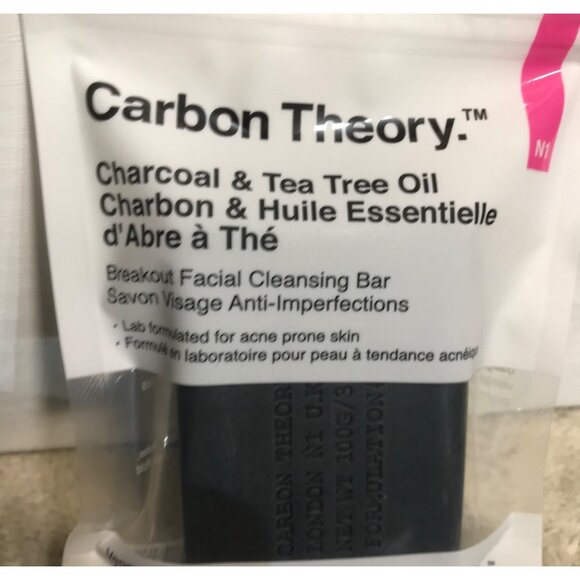 Carbon Theory.™
N1
Charcoal & Tea Tree Oil
Charbon & Huile Essentielle
d'Abre à Thé
Breakout Facial Cleansing Bar
Savon Visage Anti-Imperfections
• Lab formulated for acne prone skin
• Formulé en laboratoire pour peau à tendance acnéiq
CARBON THEOR
LONDON N1 U.K
NET WT 100G/3
FORMULATION